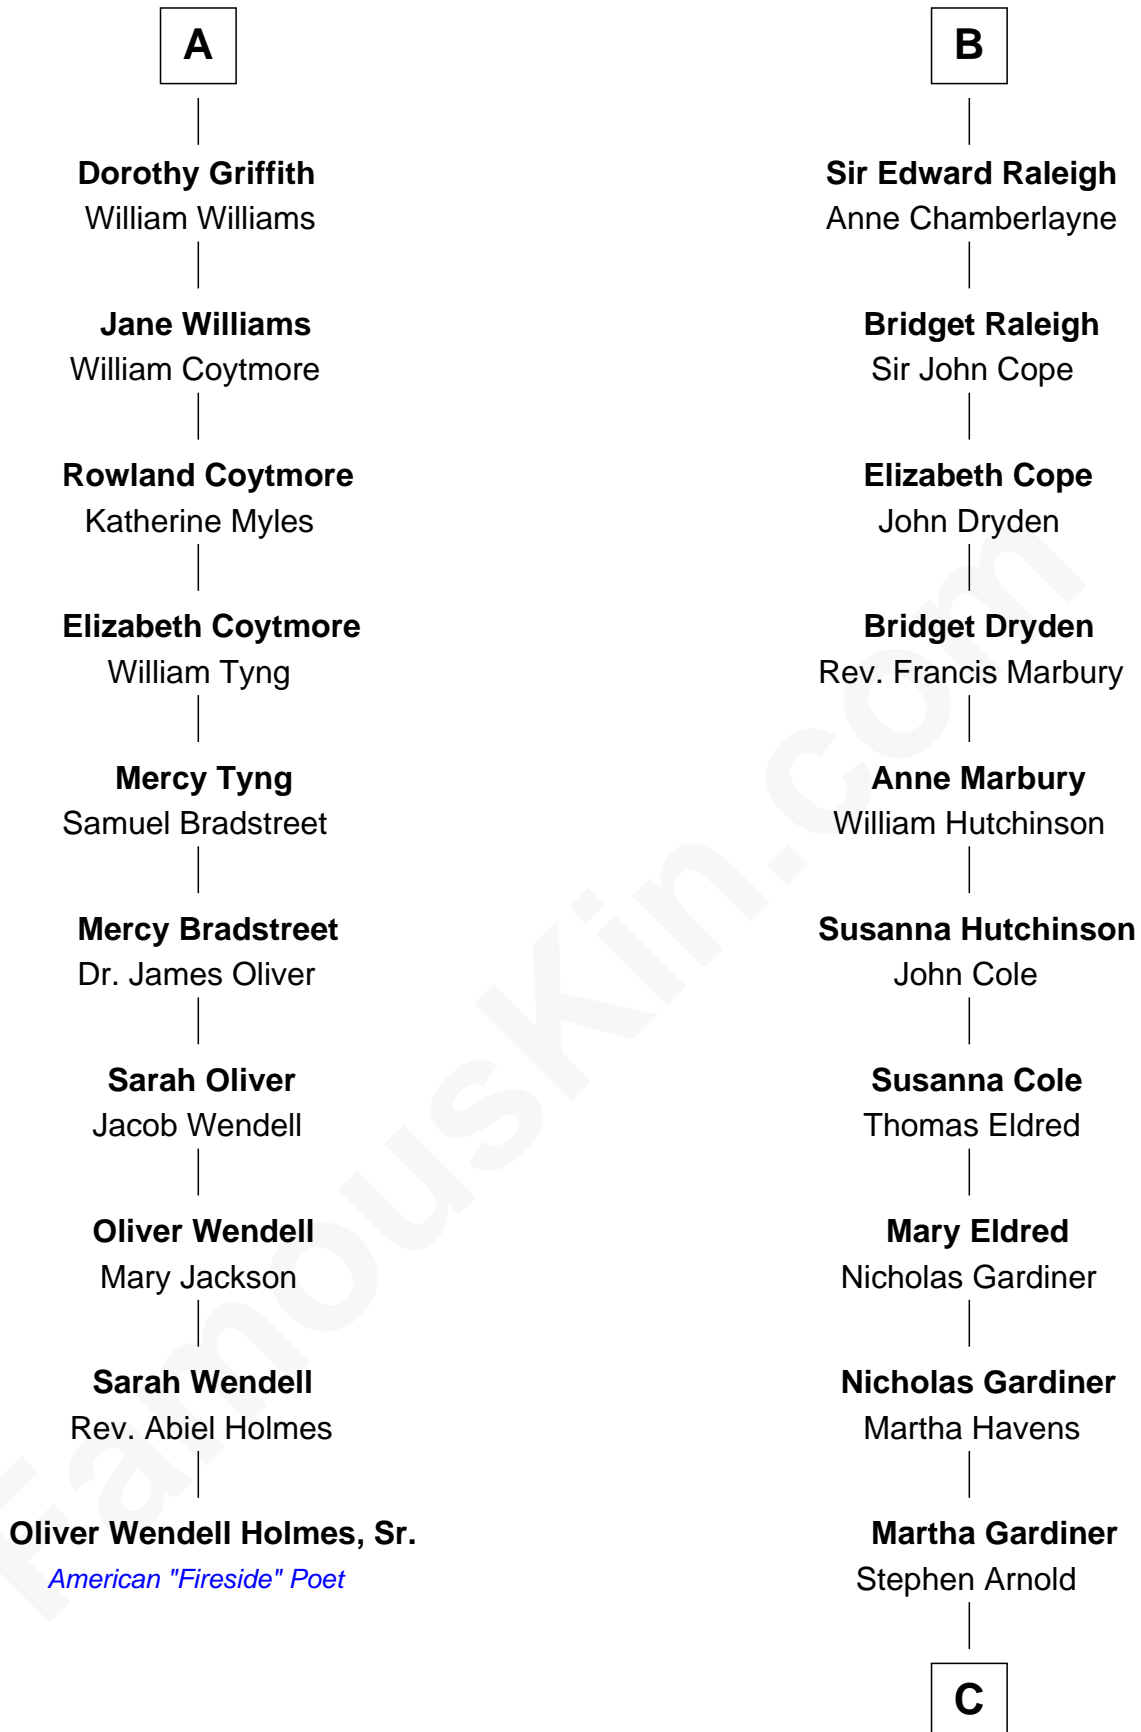 A
Dorothy Griffith
William Williams
Jane Williams
William Coytmore
Rowland Coytmore
Katherine Myles
Elizabeth Coytmore
William Tyng
Mercy Tyng
Samuel Bradstreet
Mercy Bradstreet
Dr. James Oliver
Sarah Oliver
Jacob Wendell
Oliver Wendell
Mary Jackson
Sarah Wendell
Rev. Abiel Holmes
Oliver Wendell Holmes, Sr.
American "Fireside" Poet
B
Sir Edward Raleigh
Anne Chamberlayne
Bridget Raleigh
Sir John Cope
Elizabeth Cope
John Dryden
Bridget Dryden
Rev. Francis Marbury
Anne Marbury
William Hutchinson
Susanna Hutchinson
John Cole
Susanna Cole
Thomas Eldred
Mary Eldred
Nicholas Gardiner
Nicholas Gardiner
Martha Havens
Martha Gardiner
Stephen Arnold
C
FamousKin.com